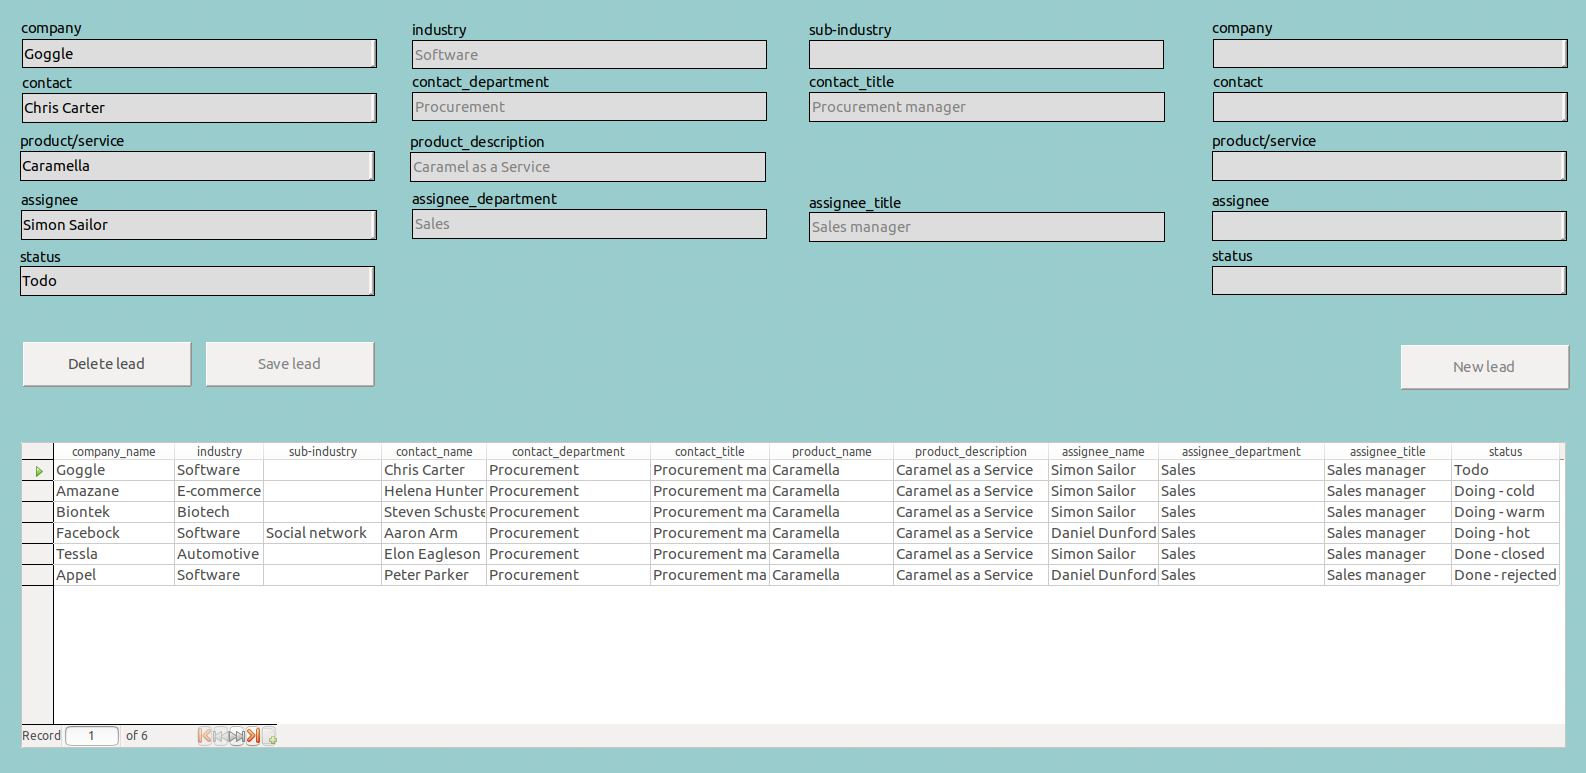 company industry sub-industry company
Goggle Software
contact contact_department contact_title contact
Chris Carter Procurement Procurement manager
product/service product_description product/service
Caramella Caramel as a Service
assignee assignee_department assignee_title assignee
Simon Sailor Sales Sales manager
status status
Todo
Delete lead Save lead New lead
company_name industry sub-industry contact_name contact_department contact_title product_name product_description assignee_name assignee_department assignee_title status
Goggle Software Chris Carter Procurement Procurement ma Caramella Caramel as a Service Simon Sailor Sales Sales manager Todo
Amazane E-commerce Helena Hunter Procurement Procurement ma Caramella Caramel as a Service Simon Sailor Sales Sales manager Doing - cold
Biontek Biotech Steven Schuste Procurement Procurement ma Caramella Caramel as a Service Simon Sailor Sales Sales manager Doing - warm
Facebock Software Social network Aaron Arm Procurement Procurement ma Caramella Caramel as a Service Daniel Dunford Sales Sales manager Doing - hot
Tessla Automotive Elon Eagleson Procurement Procurement ma Caramella Caramel as a Service Simon Sailor Sales Sales manager Done - closed
Appel Software Peter Parker Procurement Procurement ma Caramella Caramel as a Service Daniel Dunford Sales Sales manager Done - rejected
Record 1 of 6